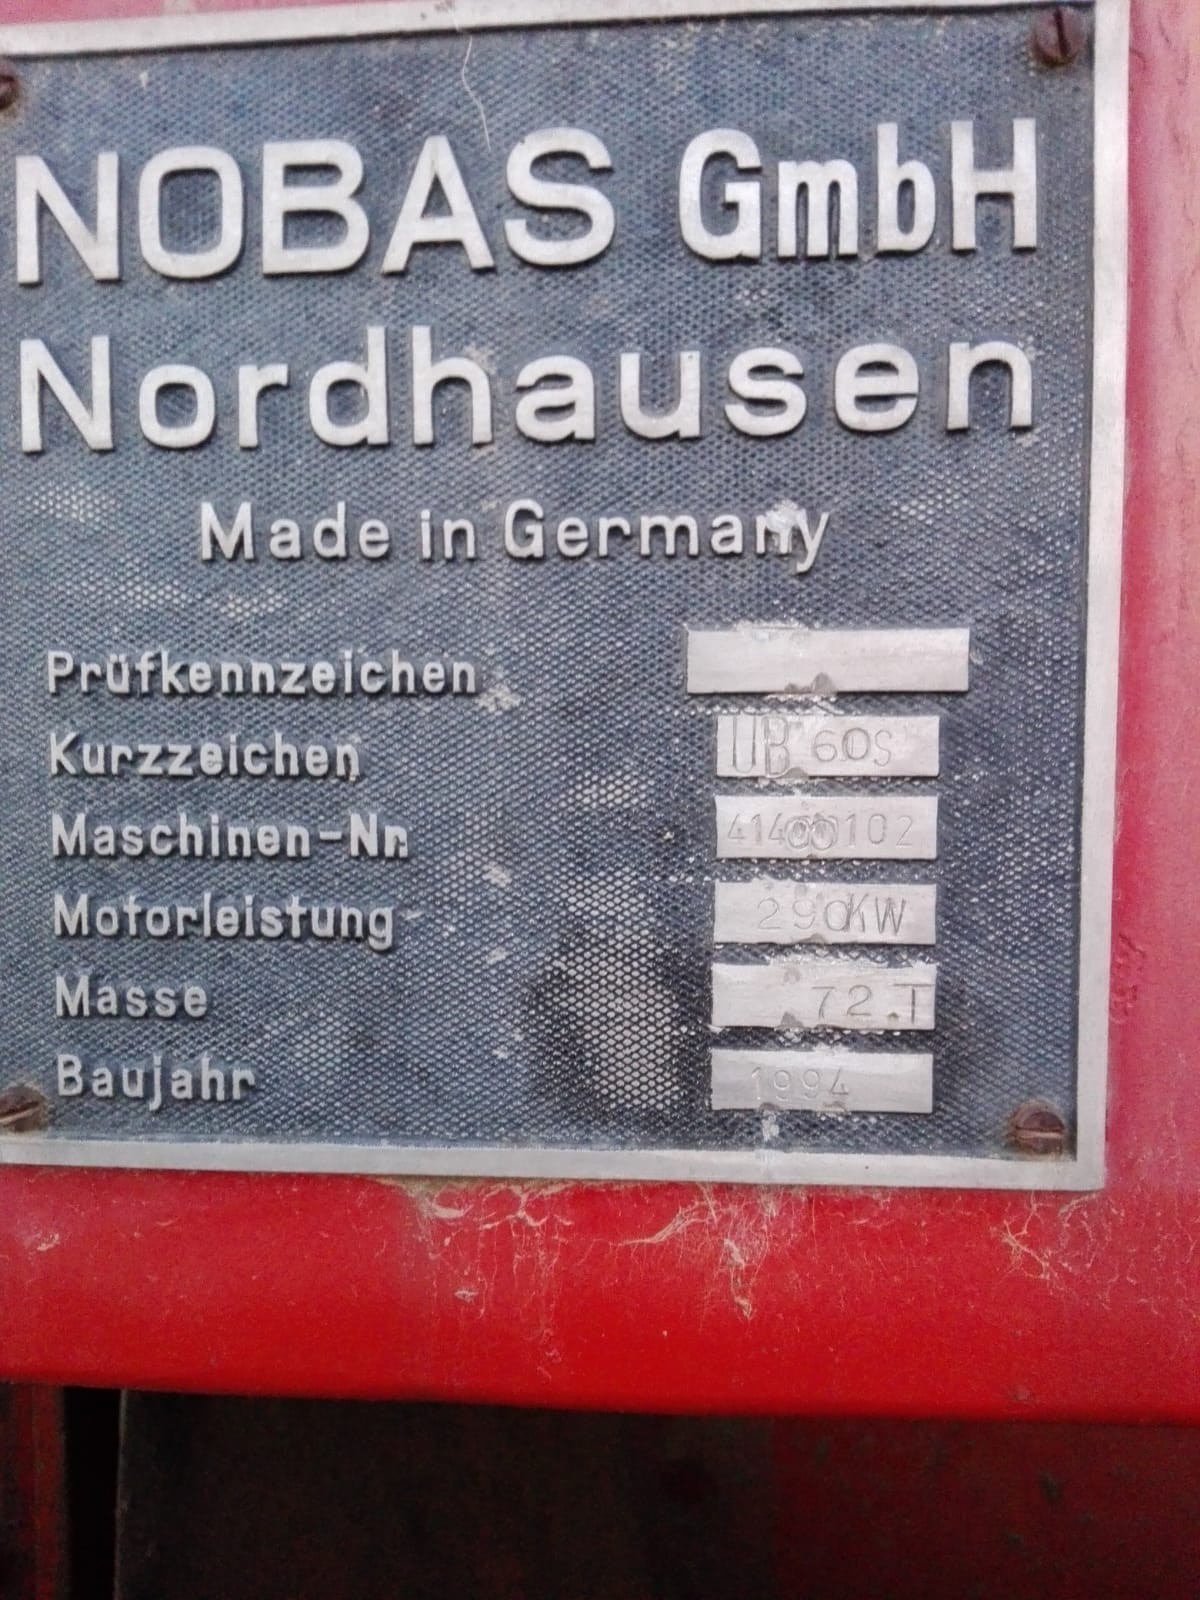 NOBAS GmbH
Nordhausen
Made in Germany
Prüfkennzeichen
Kurzzeichen UB 60S
Maschinen-Nr.
Motorleistung 290KW
Masse 72.T
Baujahr 1994